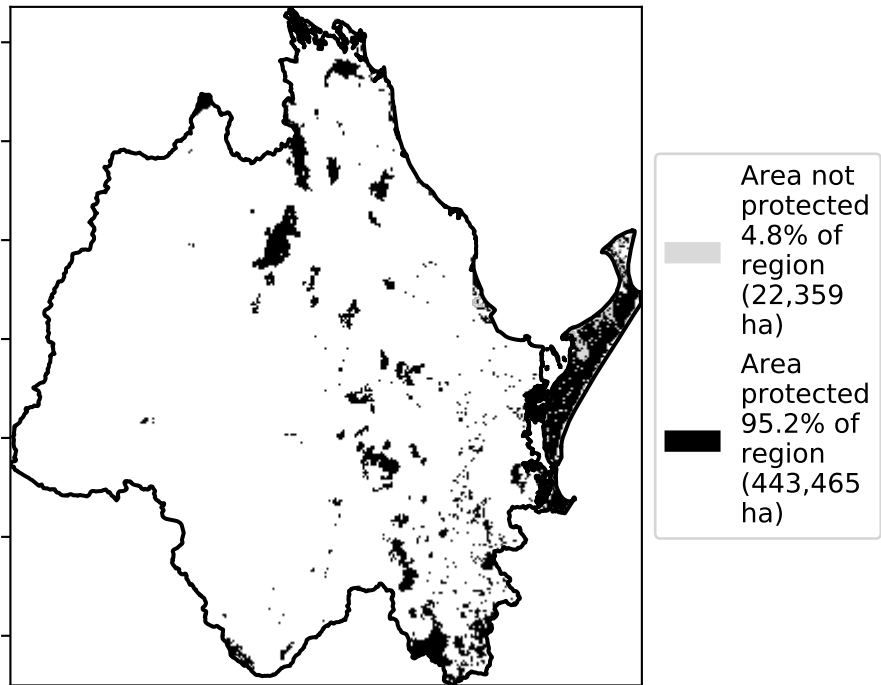 Area not
protected
4.8% of
region
(22,359
ha)
Area
protected
95.2% of
region
(443,465
ha)